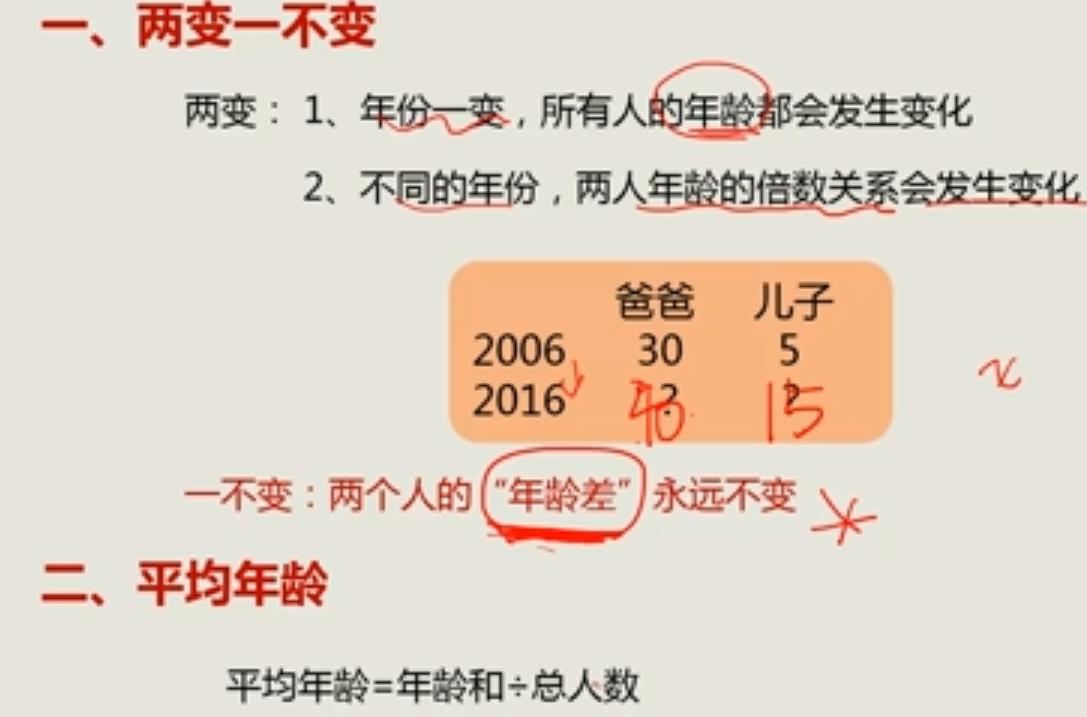 一、两变一不变
两变：1、年份一变，所有人的年龄都会发生变化
2、不同的年份，两人年龄的倍数关系会发生变化
爸爸 儿子
2006 30 5
2016 ? ?
40 15
一不变：两个人的“年龄差”永远不变
二、平均年龄
平均年龄=年龄和÷总人数